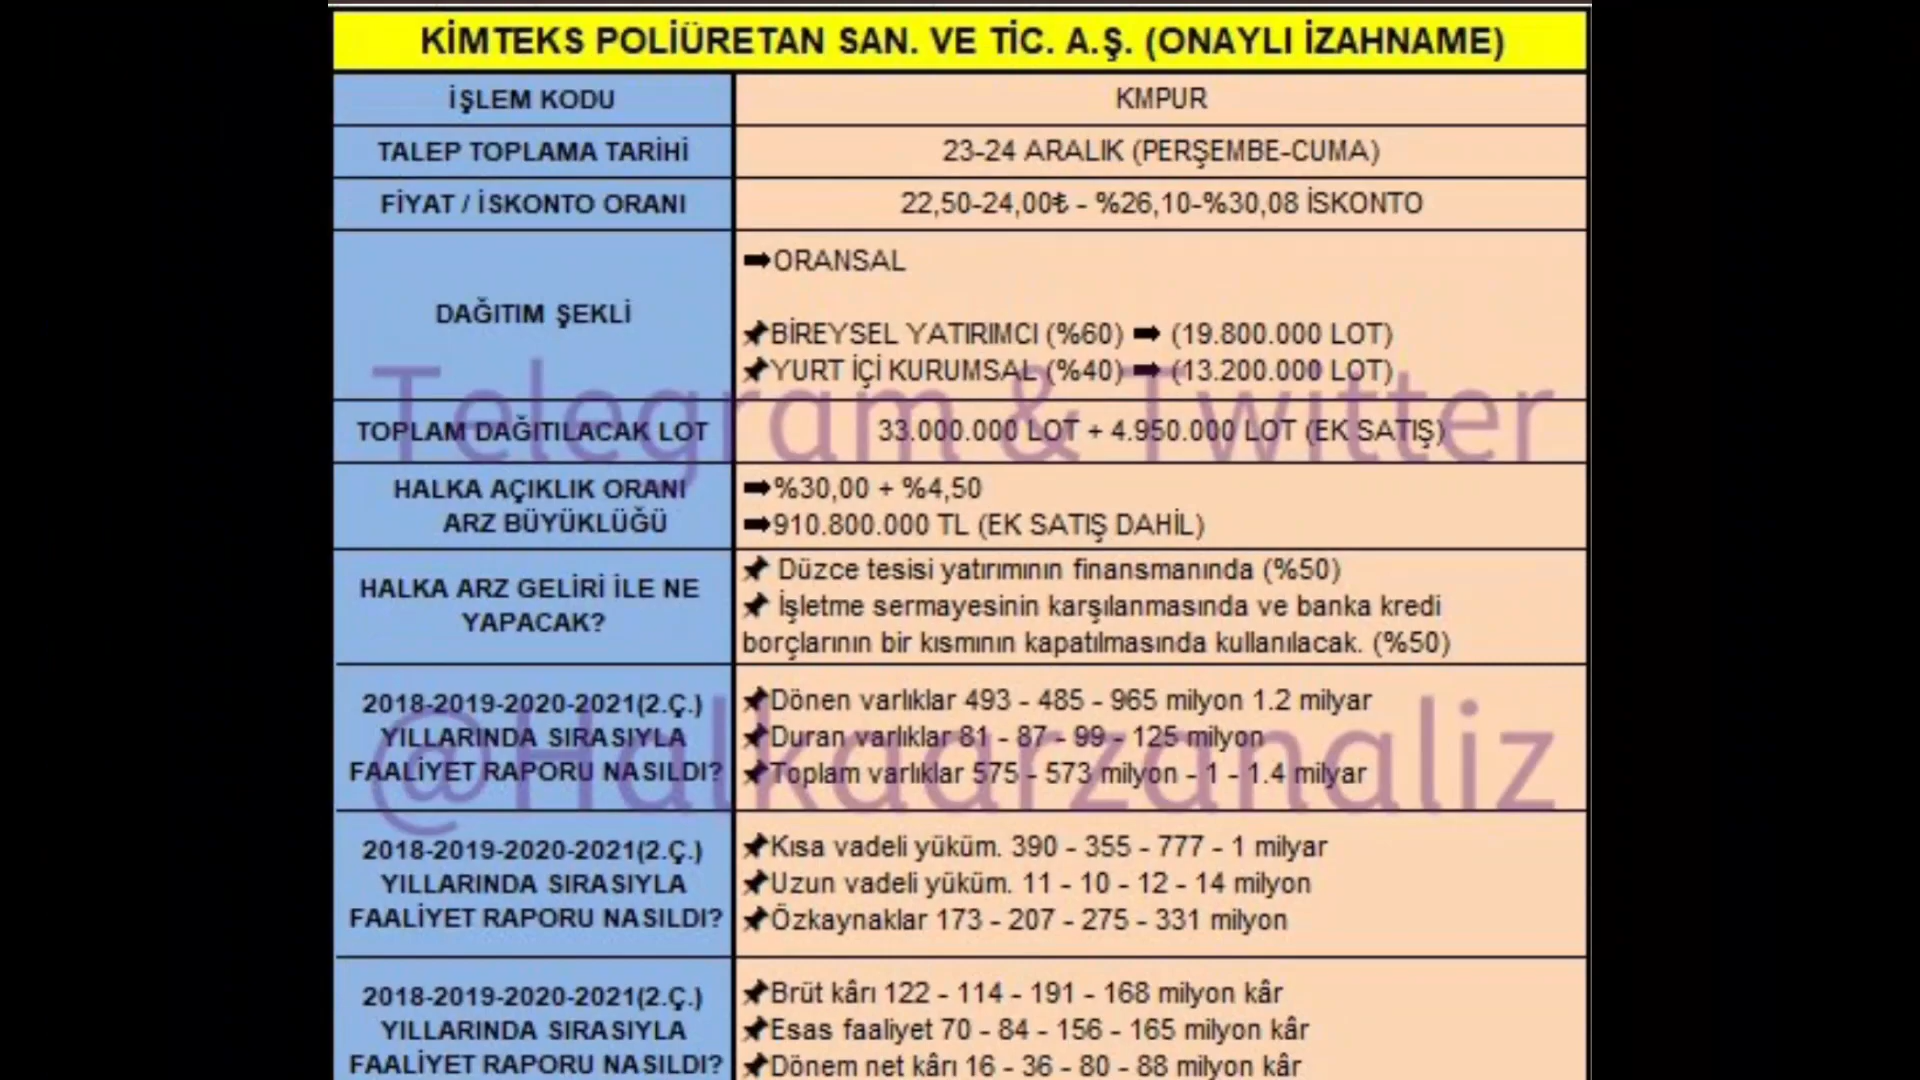 KİMTEKS POLİÜRETAN SAN. VE TİC. A.Ş. (ONAYLI İZAHNAME)
İŞLEM KODU
KMPUR
TALEP TOPLAMA TARİHİ
23-24 ARALIK (PERŞEMBE-CUMA)
FİYAT / İSKONTO ORANI
22,50-24,00₺ - %26,10-%30,08 İSKONTO
DAĞITIM ŞEKLİ
➡ORANSAL
📌BİREYSEL YATIRIMCI (%60) ➡ (19.800.000 LOT)
📌YURT İÇİ KURUMSAL (%40) ➡ (13.200.000 LOT)
Telegram & Twitter
TOPLAM DAĞITILACAK LOT
33.000.000 LOT + 4.950.000 LOT (EK SATIŞ)
HALKA AÇIKLIK ORANI
ARZ BÜYÜKLÜĞÜ
➡%30,00 + %4,50
➡910.800.000 TL (EK SATIŞ DAHİL)
HALKA ARZ GELİRİ İLE NE
YAPACAK?
📌 Düzce tesisi yatırımının finansmanında (%50)
📌 İşletme sermayesinin karşılanmasında ve banka kredi
borçlarının bir kısmının kapatılmasında kullanılacak. (%50)
2018-2019-2020-2021(2.Ç.)
YILLARINDA SIRASIYLA
FAALİYET RAPORU NASILDI?
📌Dönen varlıklar 493 - 485 - 965 milyon 1.2 milyar
📌Duran varlıklar 81 - 87 - 99 - 125 milyon
📌Toplam varlıklar 575 - 573 milyon - 1 - 1.4 milyar
@Halkaarzanaliz
2018-2019-2020-2021(2.Ç.)
YILLARINDA SIRASIYLA
FAALİYET RAPORU NASILDI?
📌Kısa vadeli yüküm. 390 - 355 - 777 - 1 milyar
📌Uzun vadeli yüküm. 11 - 10 - 12 - 14 milyon
📌Özkaynaklar 173 - 207 - 275 - 331 milyon
2018-2019-2020-2021(2.Ç.)
YILLARINDA SIRASIYLA
FAALİYET RAPORU NASILDI?
📌Brüt kârı 122 - 114 - 191 - 168 milyon kâr
📌Esas faaliyet 70 - 84 - 156 - 165 milyon kâr
📌Dönem net kârı 16 - 36 - 80 - 88 milyon kâr